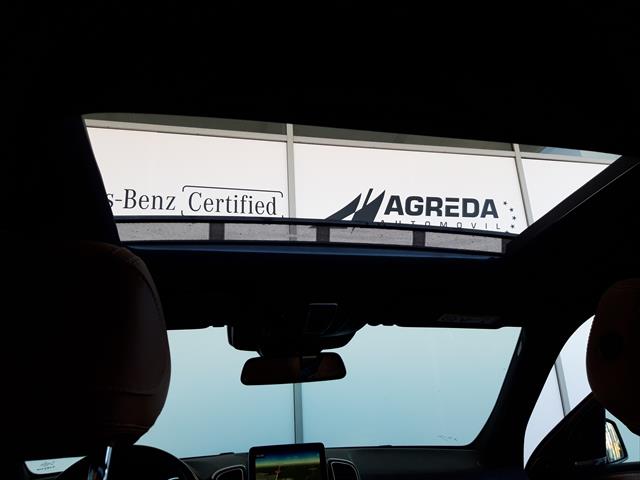 s-Benz Certified
AGREDA
AUTOMOVIL